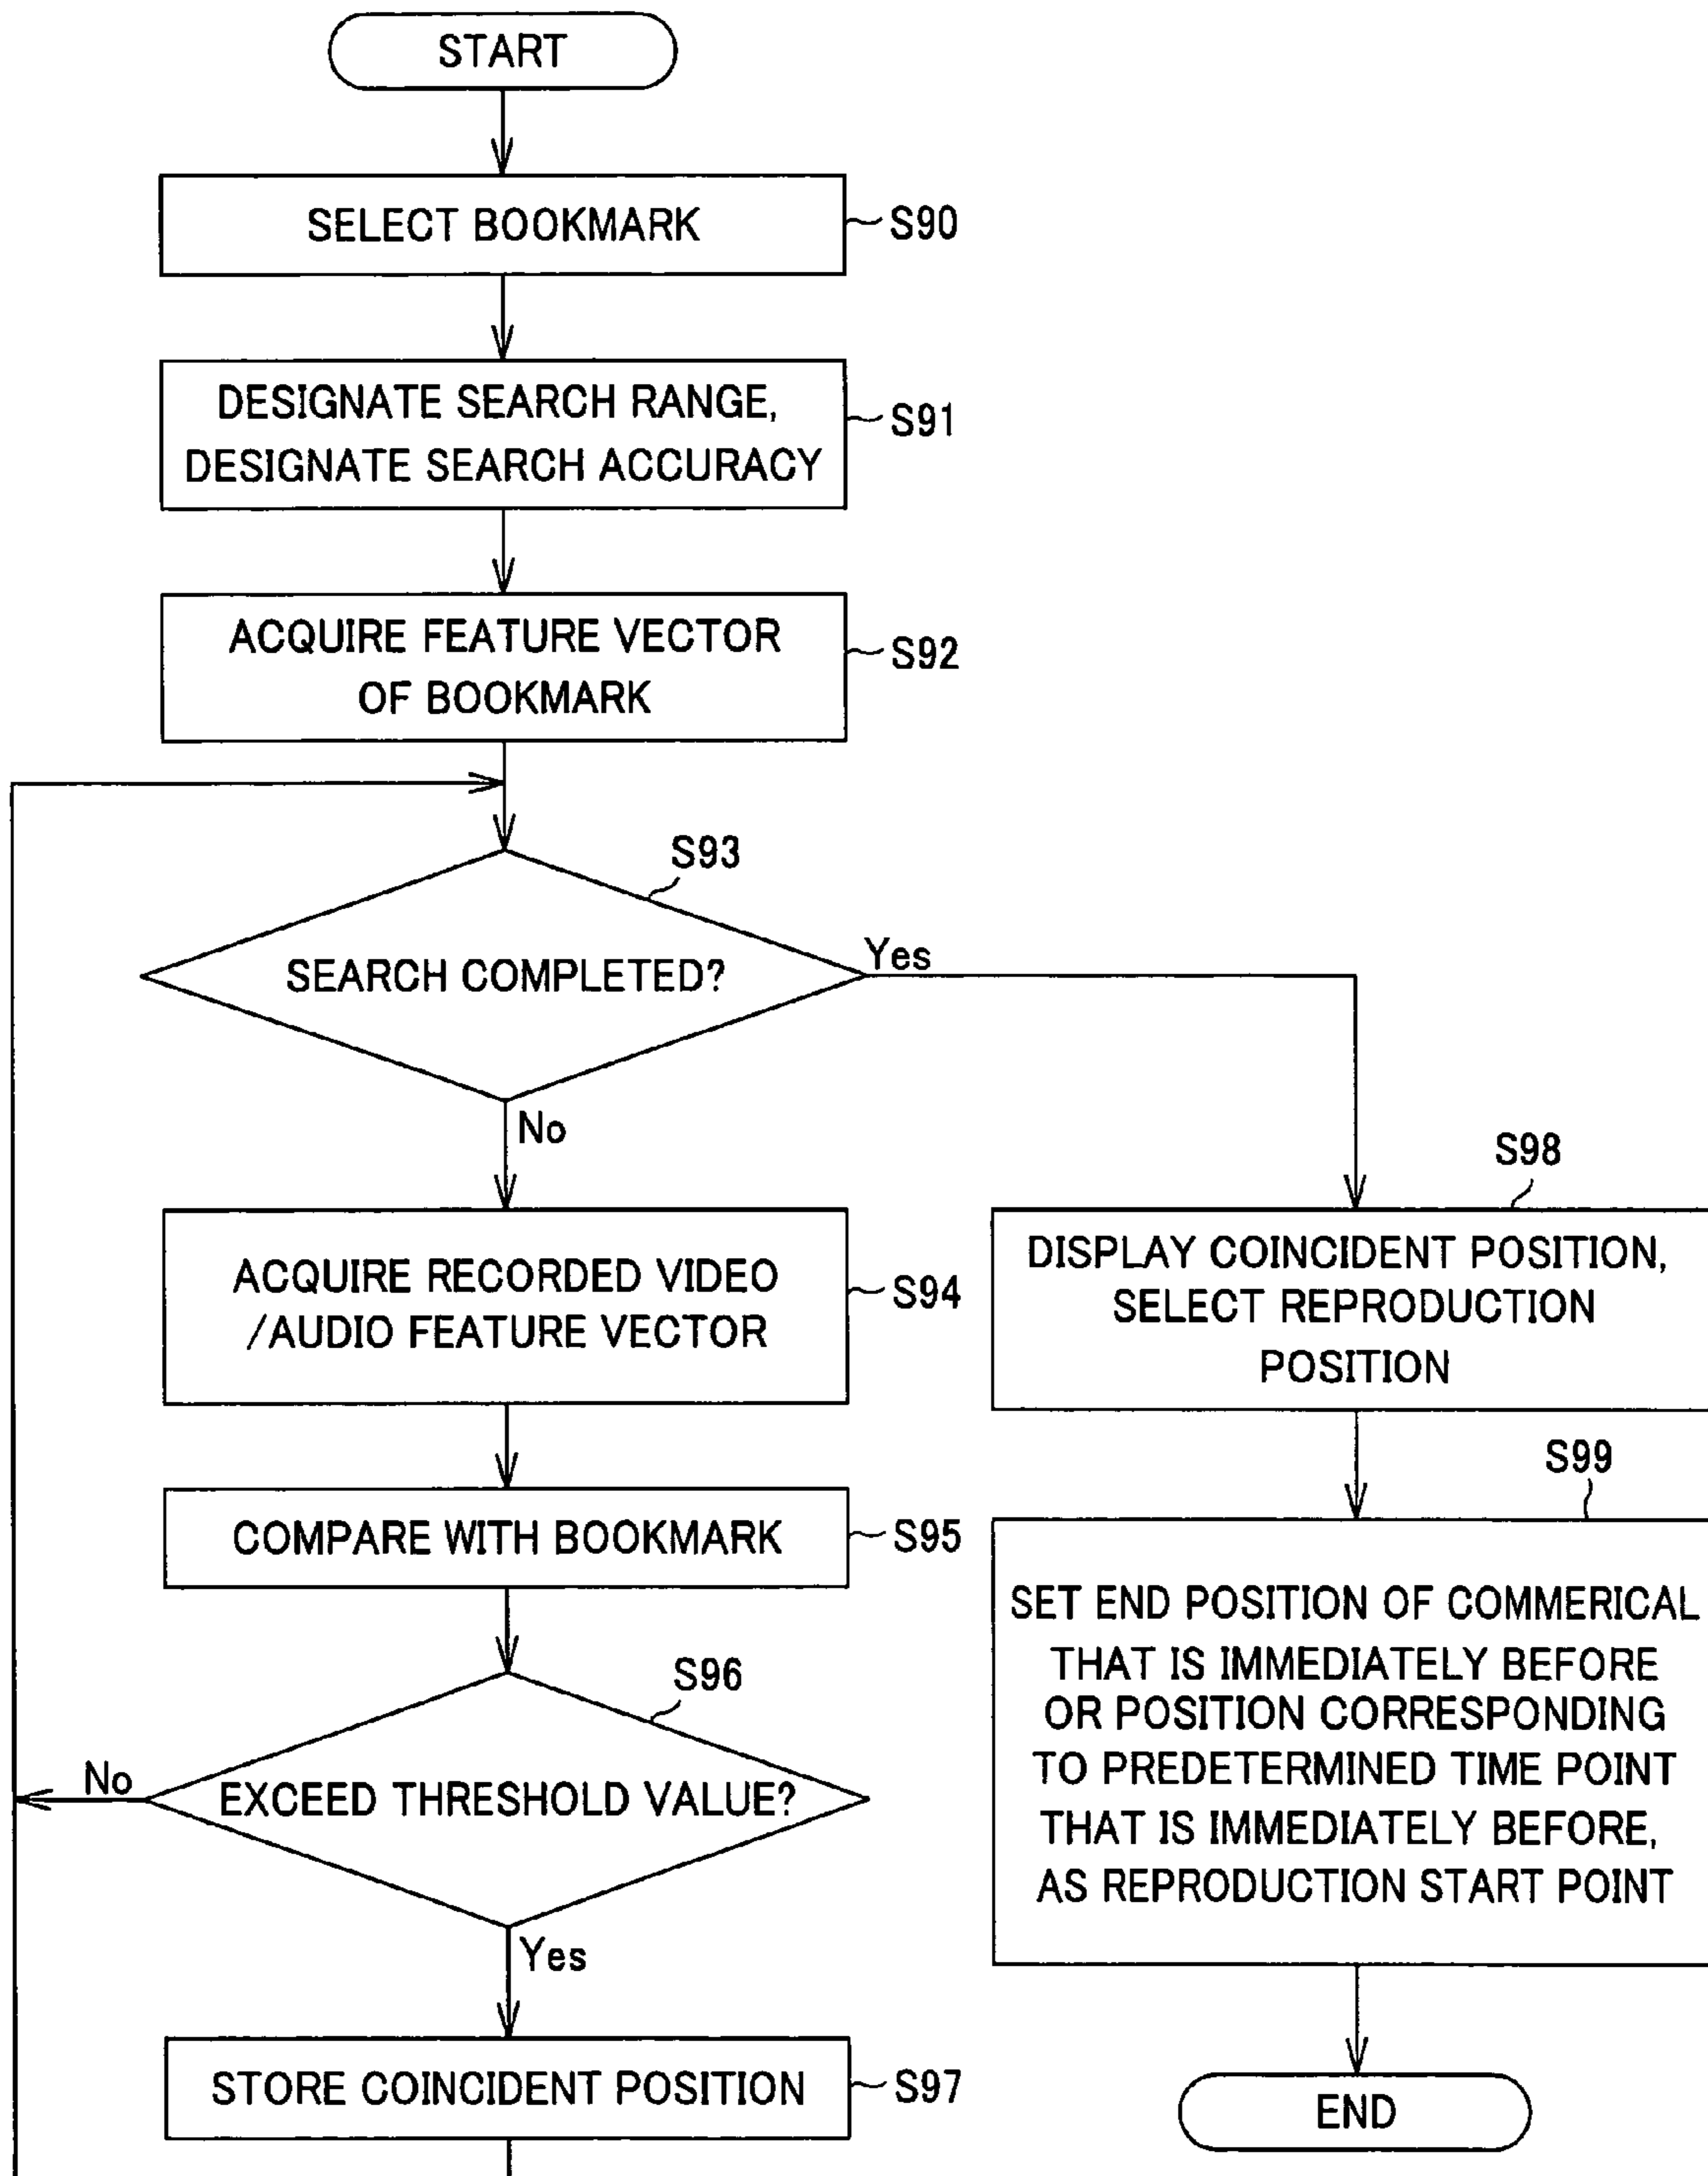 START
SELECT BOOKMARK
S90
DESIGNATE SEARCH RANGE,
DESIGNATE SEARCH ACCURACY
S91
ACQUIRE FEATURE VECTOR
OF BOOKMARK
S92
S93
SEARCH COMPLETED?
Yes
No
ACQUIRE RECORDED VIDEO
/AUDIO FEATURE VECTOR
S94
COMPARE WITH BOOKMARK
S95
S96
EXCEED THRESHOLD VALUE?
No
Yes
STORE COINCIDENT POSITION
S97
S98
DISPLAY COINCIDENT POSITION,
SELECT REPRODUCTION
POSITION
S99
SET END POSITION OF COMMERICAL
THAT IS IMMEDIATELY BEFORE
OR POSITION CORRESPONDING
TO PREDETERMINED TIME POINT
THAT IS IMMEDIATELY BEFORE,
AS REPRODUCTION START POINT
END